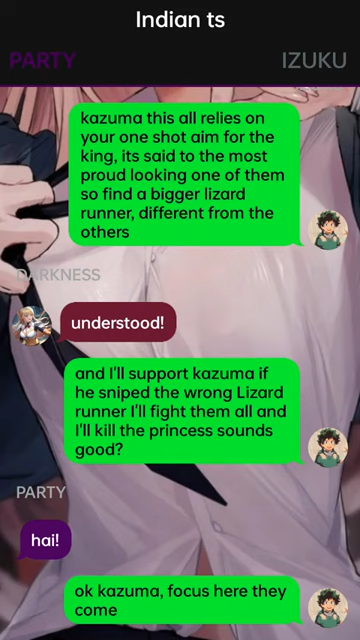 Indian ts
PARTY
IZUKU
kazuma this all relies on
your one shot aim for the
king, its said to the most
proud looking one of them
so find a bigger lizard
runner, different from the
others
DARKNESS
understood!
and I'll support kazuma if
he sniped the wrong Lizard
runner I'll fight them all and
I'll kill the princess sounds
good?
PARTY
hai!
ok kazuma, focus here they
come